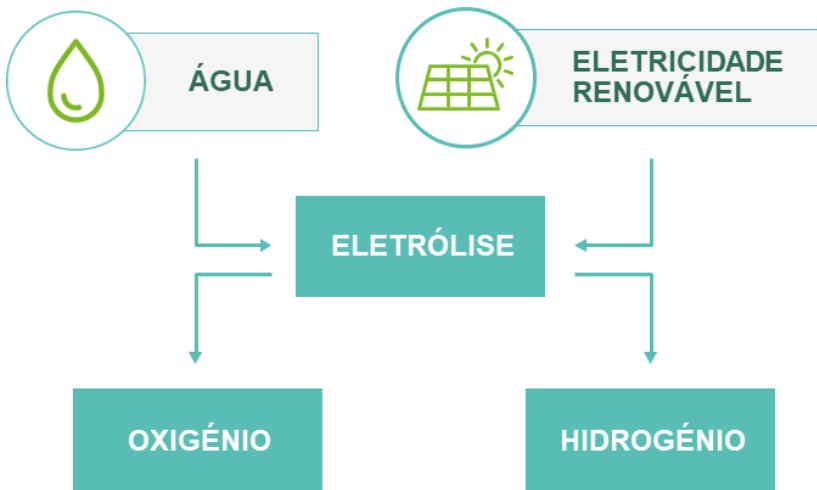 ÁGUA
ELETRICIDADE
RENOVÁVEL
ELETRÓLISE
OXIGÉNIO
HIDROGÉNIO